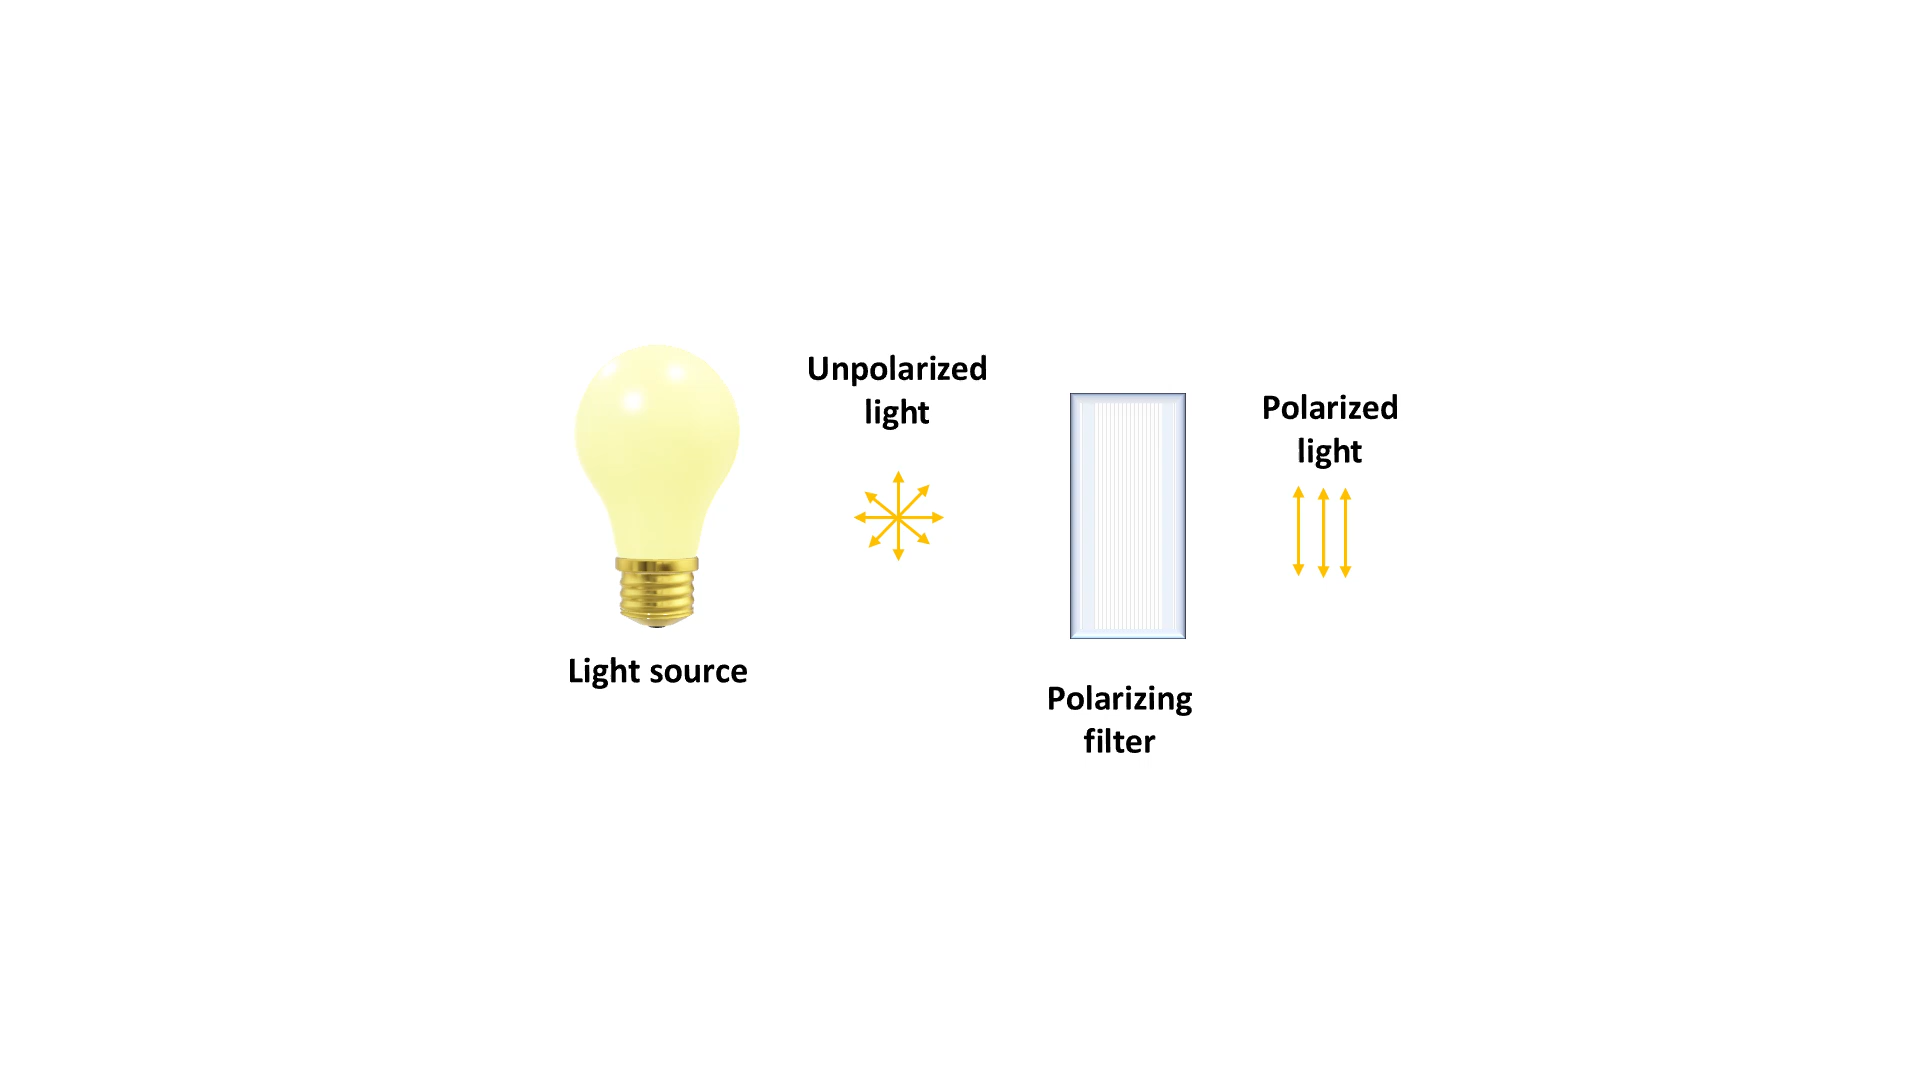 Unpolarized
light
Polarized
light
Light source
Polarizing
filter